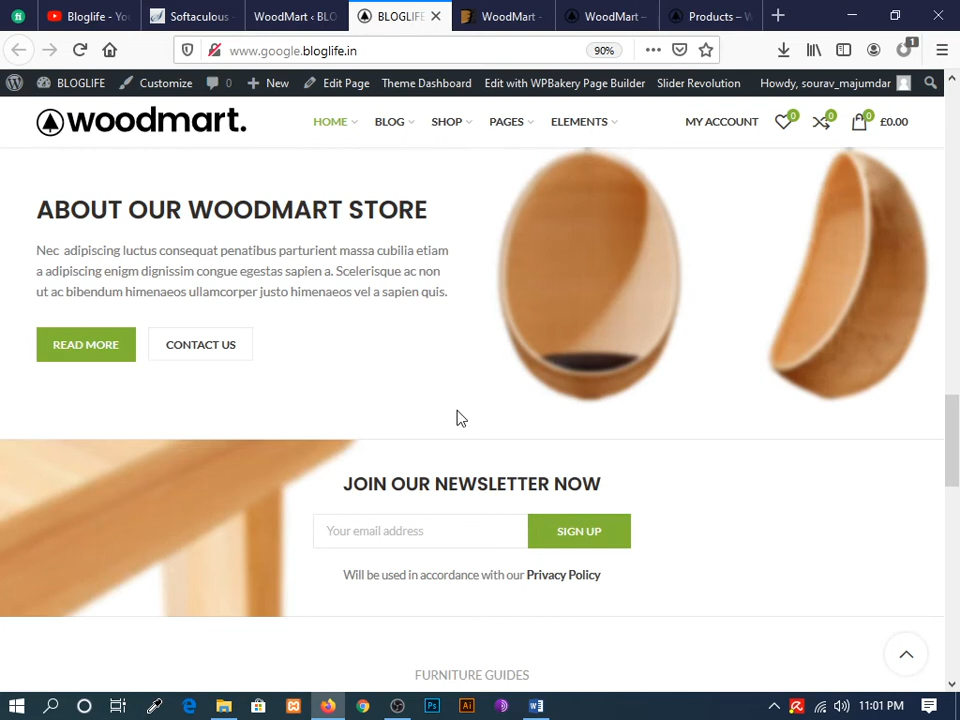 Bloglife - Yo
Softaculous -
WoodMart ‹ BLO
BLOGLIFE
WoodMart -
WoodMart –
Products – W
www.google.bloglife.in
90%
1
BLOGLIFE
Customize
0
New
Edit Page
Theme Dashboard
Edit with WPBakery Page Builder
Slider Revolution
Howdy, sourav_majumdar
woodmart.
HOME
BLOG
SHOP
PAGES
ELEMENTS
MY ACCOUNT
0
0
0
£0.00
ABOUT OUR WOODMART STORE
Nec adipiscing luctus consequat penatibus parturient massa cubilia etiam
a adipiscing enigm dignissim congue egestas sapien a. Scelerisque ac non
ut ac bibendum himenaeos ullamcorper justo himenaeos vel a sapien quis.
READ MORE
CONTACT US
JOIN OUR NEWSLETTER NOW
Your email address
SIGN UP
Will be used in accordance with our Privacy Policy
FURNITURE GUIDES
Ps
Ai
11:01 PM